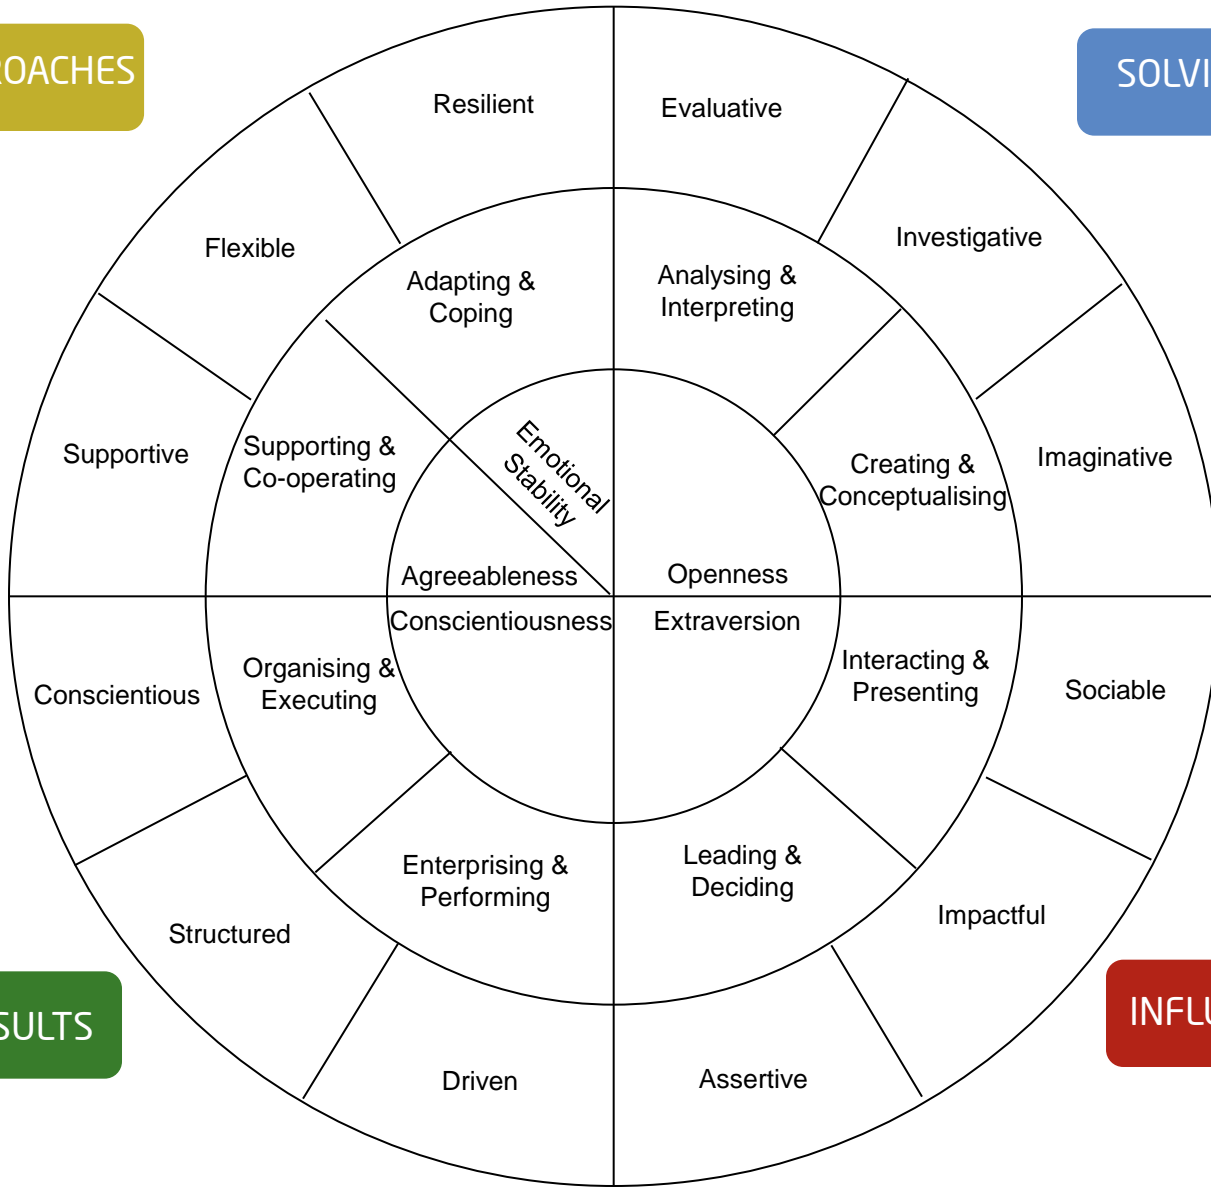 ROACHES
SOLVI
Resilient
Evaluative
Flexible
Investigative
Adapting &
Coping
Analysing &
Interpreting
Supportive
Supporting &
Co-operating
Emotional
Stability
Creating &
Conceptualising
Imaginative
Agreeableness
Openness
Conscientiousness
Extraversion
Conscientious
Organising &
Executing
Interacting &
Presenting
Sociable
Enterprising &
Performing
Leading &
Deciding
Structured
Impactful
SULTS
INFLU
Driven
Assertive